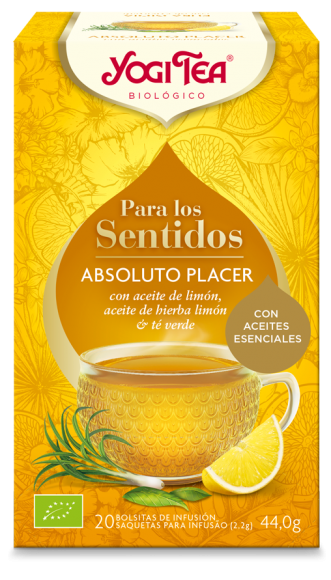 YOGI TEA®
BIOLÓGICO
Para los
Sentidos
ABSOLUTO PLACER
con aceite de limón,
aceite de hierba limón
& té verde
CON
ACEITES
ESENCIALES
20 BOLSITAS DE INFUSIÓN,
SAQUETAS PARA INFUSÃO (2,2g) 44,0g